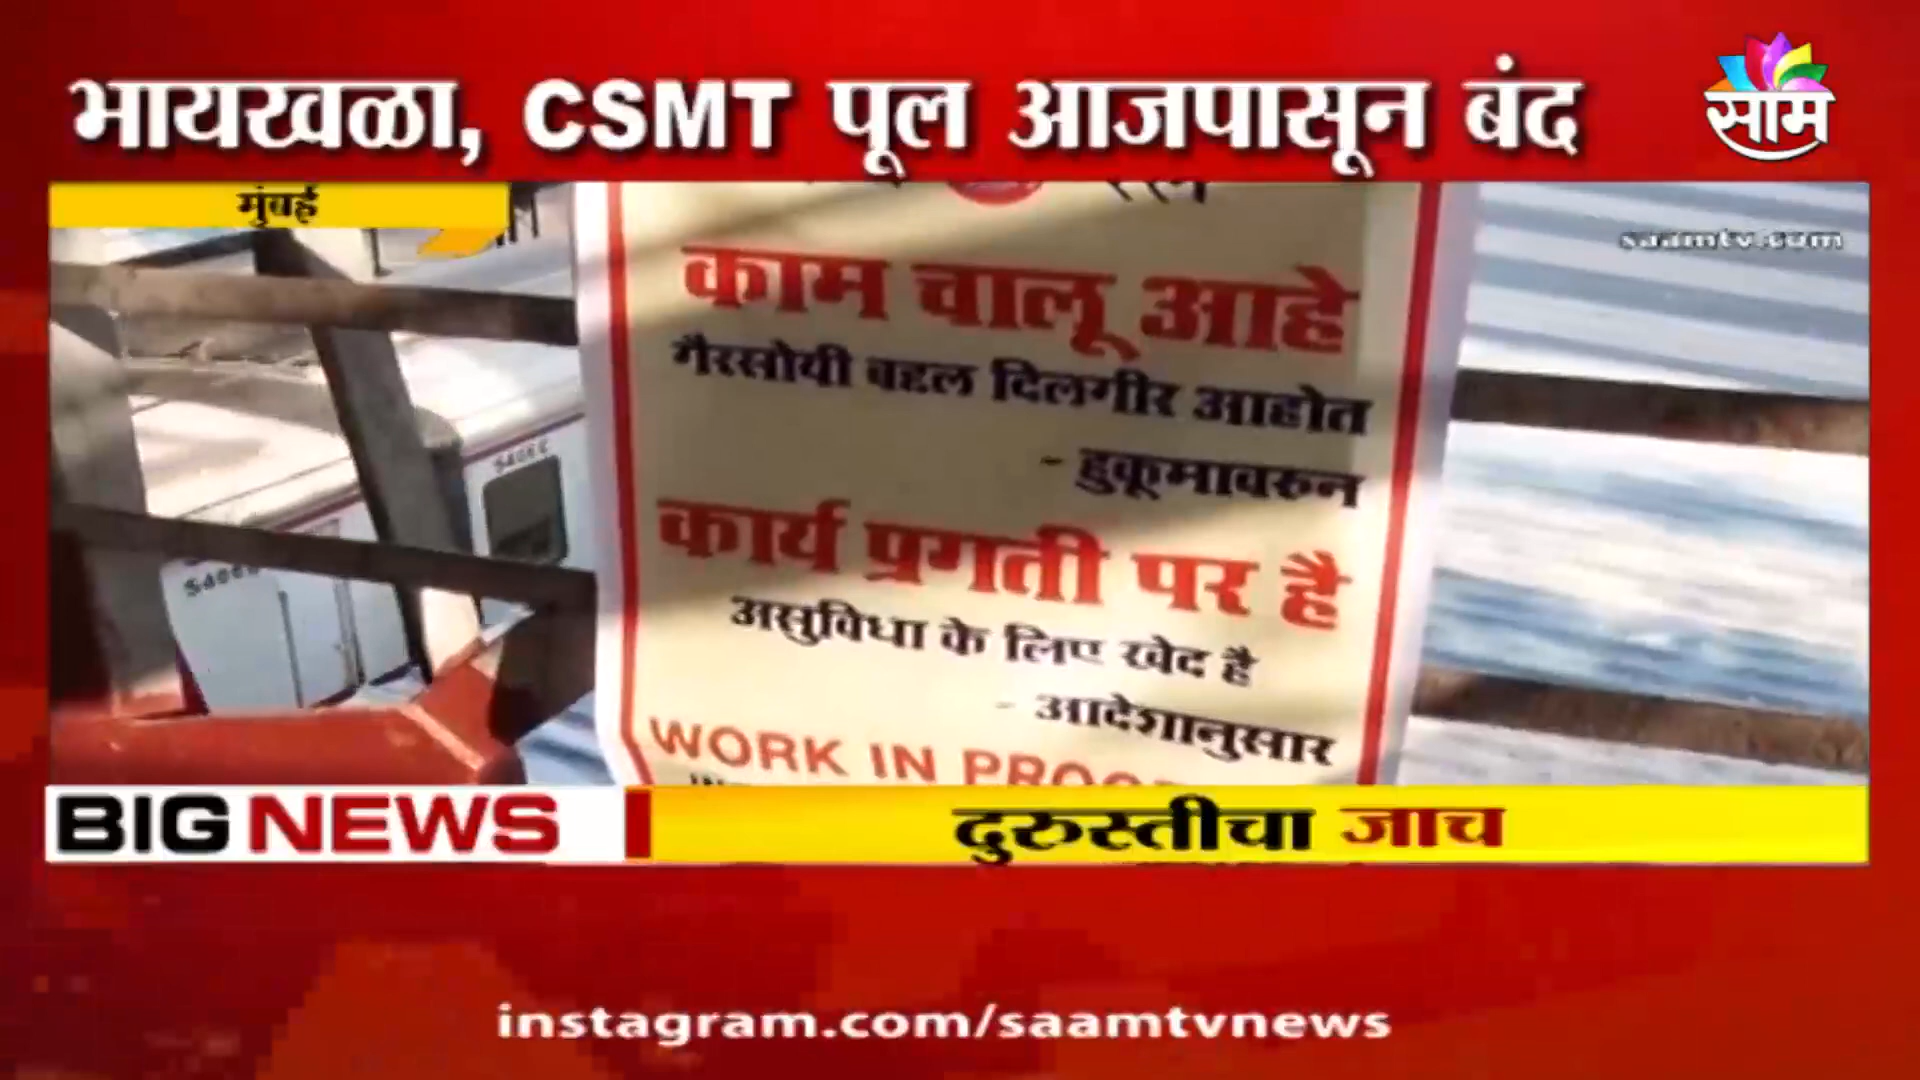 भायखळा, CSMT पूल आजपासून बंद
साम
मुंबई
saamtv.com
काम चालू आहे
गैरसोयी बद्दल दिलगीर आहोत
- हुकूमावरुन
कार्य प्रगती पर है
असुविधा के लिए खेद है
- आदेशानुसार
WORK IN
BIG NEWS
दुरुस्तीचा जाच
instagram.com/saamtvnews